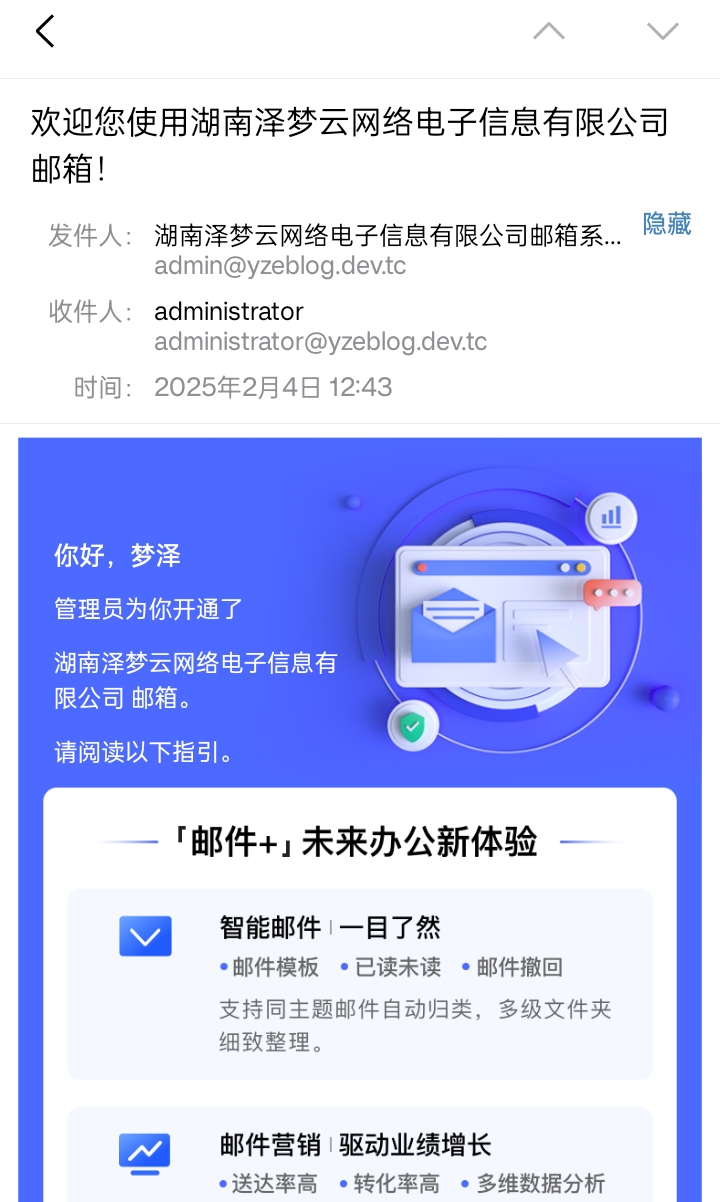 欢迎您使用湖南泽梦云网络电子信息有限公司
邮箱！
隐藏
发件人： 湖南泽梦云网络电子信息有限公司邮箱系...
admin@yzeblog.dev.tc
收件人： administrator
administrator@yzeblog.dev.tc
时间： 2025年2月4日 12:43
你好，梦泽
管理员为你开通了
湖南泽梦云网络电子信息有
限公司 邮箱。
请阅读以下指引。
「邮件+」未来办公新体验
智能邮件 | 一目了然
•邮件模板 •已读未读 •邮件撤回
支持同主题邮件自动归类，多级文件夹
细致整理。
邮件营销 | 驱动业绩增长
•送达率高 •转化率高 •多维数据分析